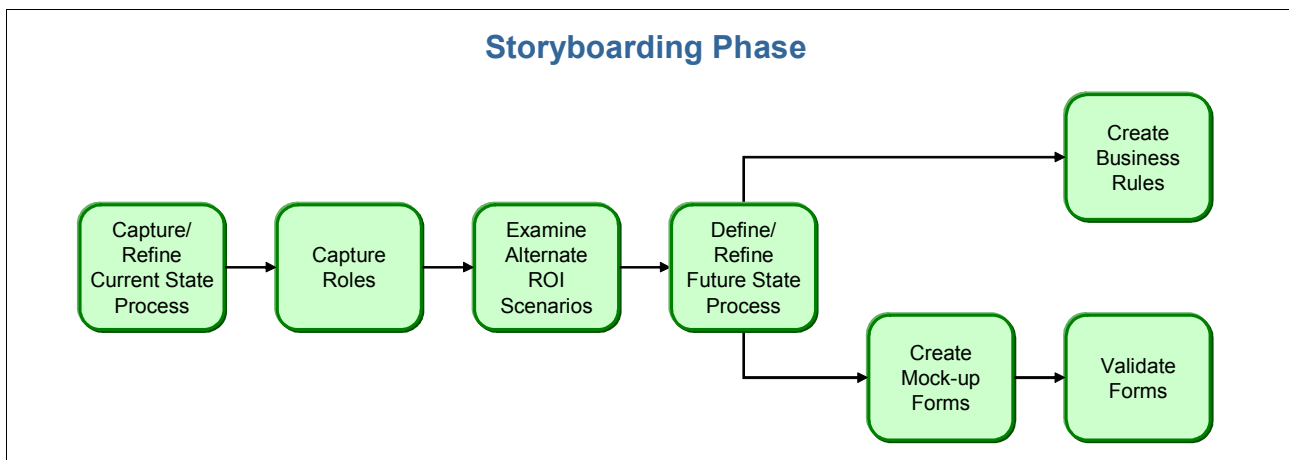 Storyboarding Phase
Create
Business
Rules
Capture/
Refine
Current State
Process
Capture
Roles
Examine
Alternate
ROI
Scenarios
Define/
Refine
Future State
Process
Create
Mock-up
Forms
Validate
Forms